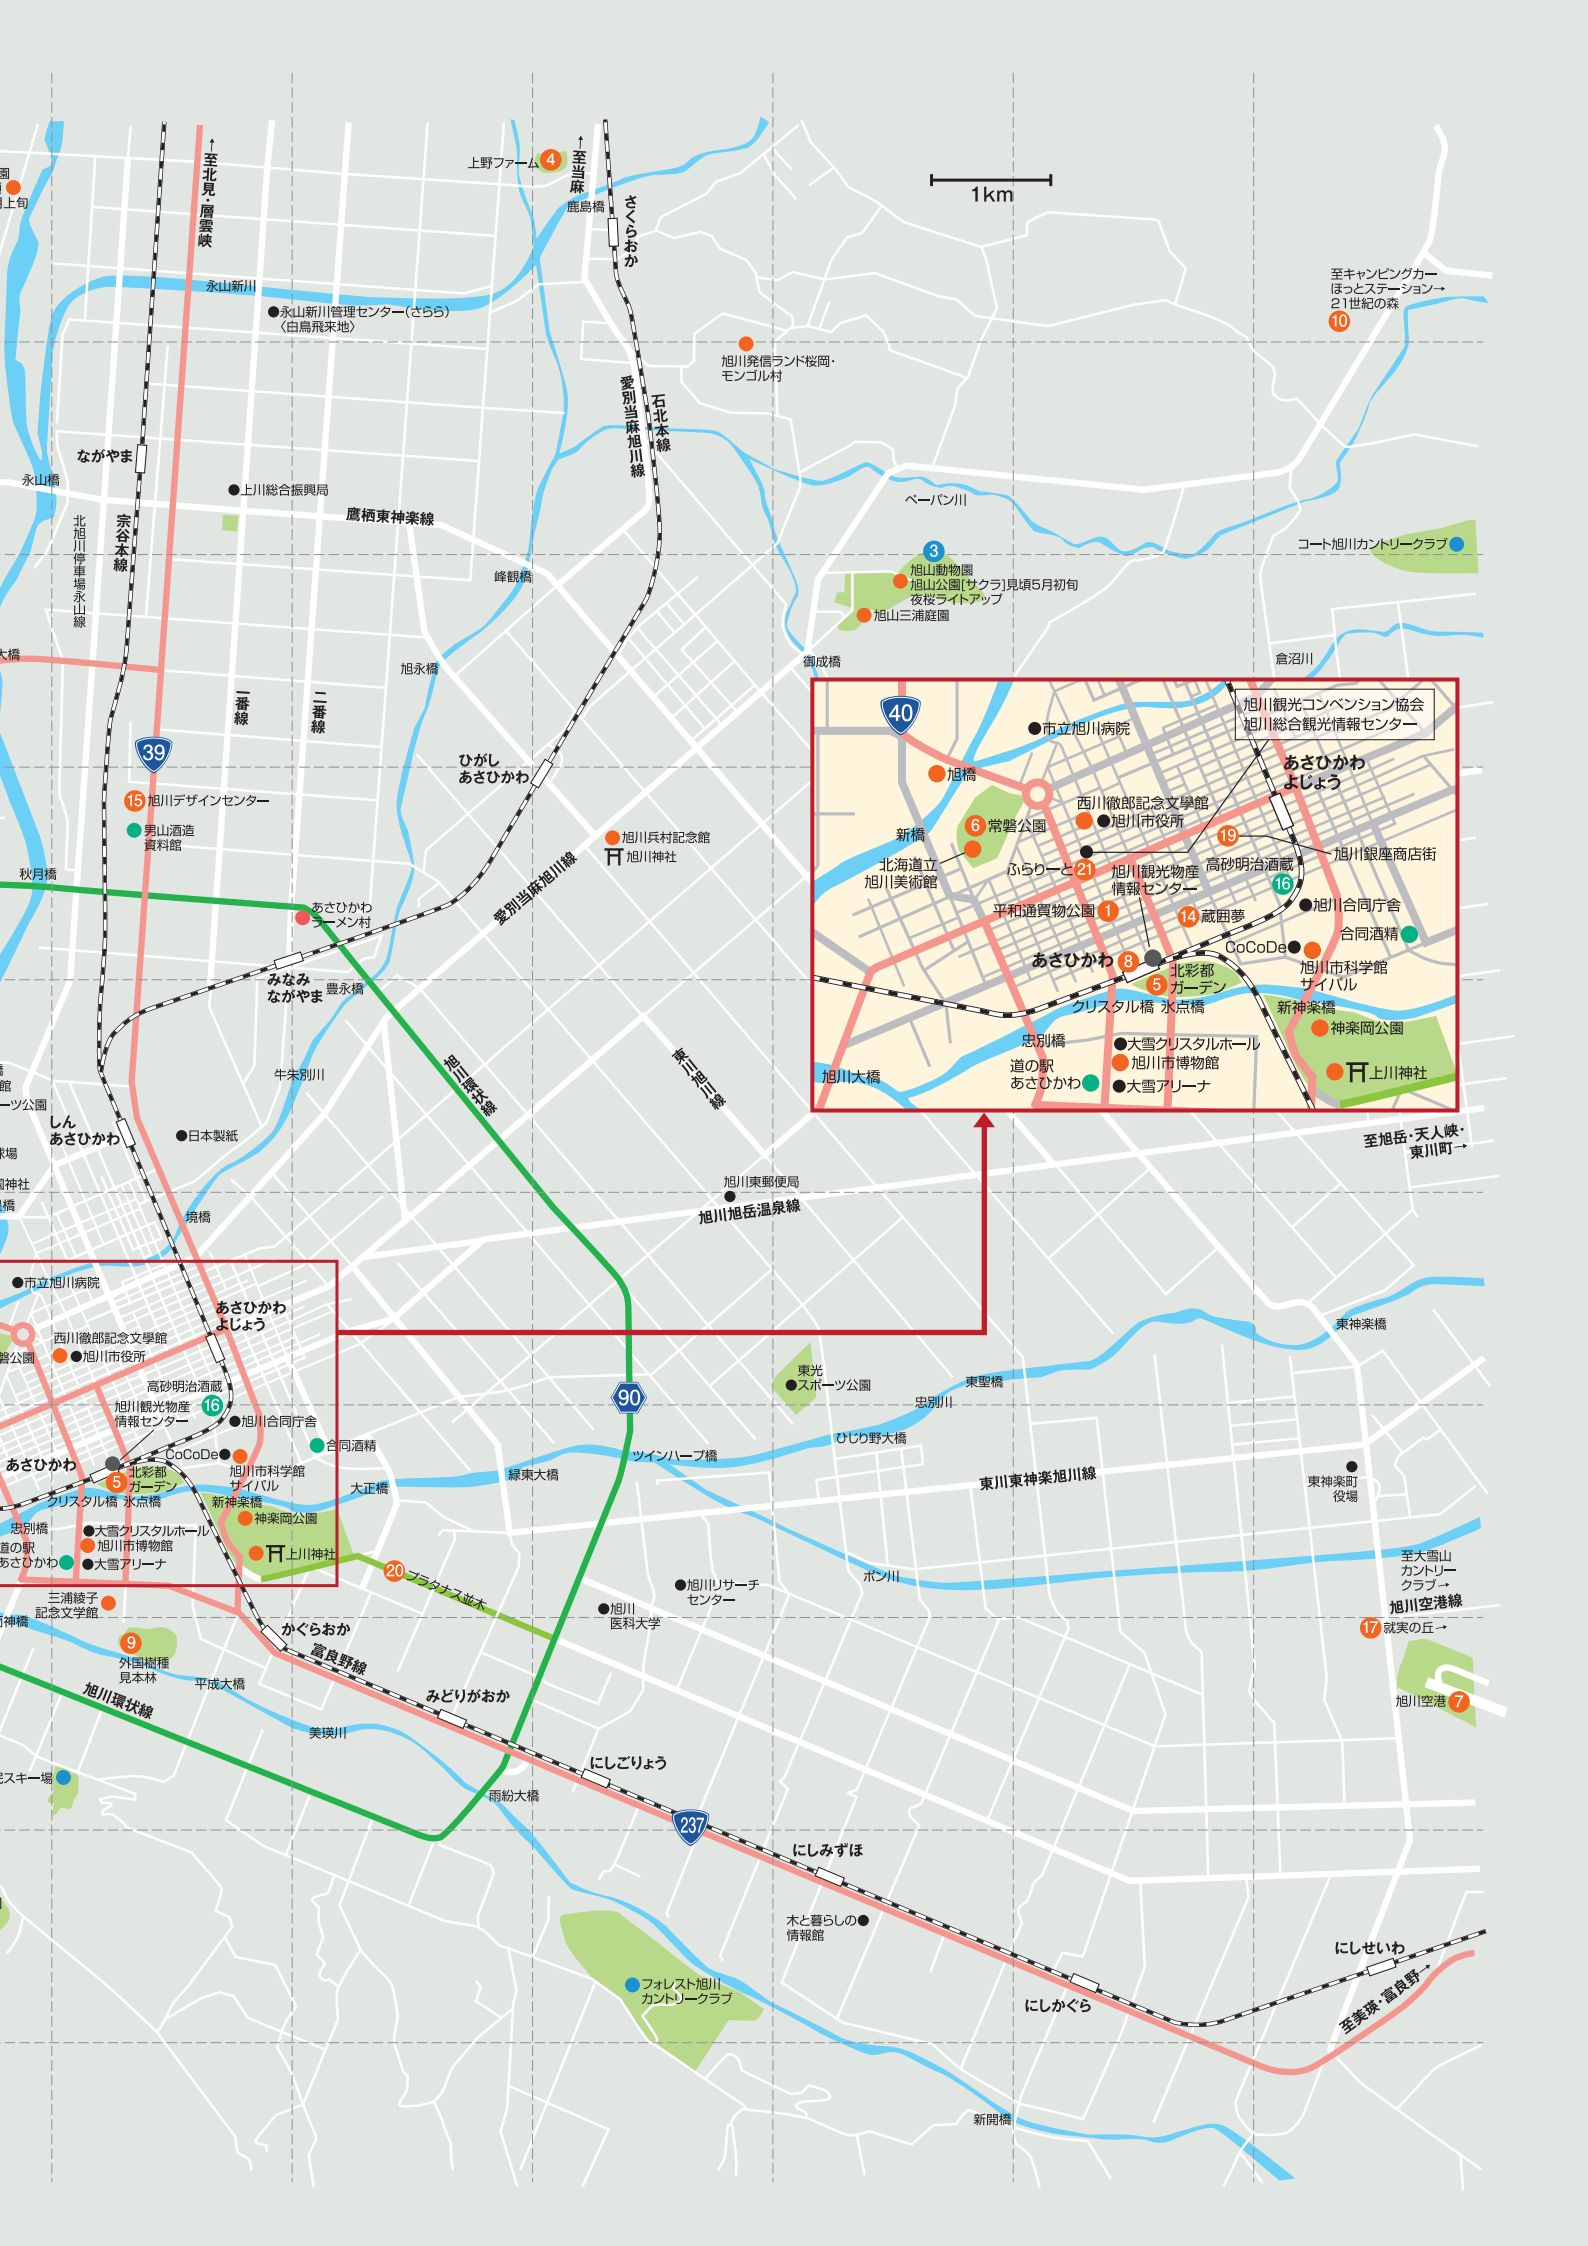 園
月上旬
上野ファーム
4
→至当麻
鹿島橋
さくらおか
→至北見・層雲峡
1km
永山新川
永山新川管理センター（さらら）
〈白鳥飛来地〉
至キャンピングカー
ほっとステーション→
21世紀の森
10
旭川発信ランド桜岡・
モンゴル村
愛別当麻旭川線
石北本線
ながやま
永山橋
上川総合振興局
北旭川停車場永山線
宗谷本線
鷹栖東神楽線
峰観橋
ペーパン川
コート旭川カントリークラブ
3
旭山動物園
旭山公園[サクラ]見頃5月初旬
夜桜ライトアップ
旭山三浦庭園
大橋
旭永橋
御成橋
倉沼川
一番線
二番線
39
ひがし
あさひかわ
15
旭川デザインセンター
男山酒造
資料館
旭川兵村記念館
旭川神社
愛別当麻旭川線
秋月橋
あさひかわ
ラーメン村
みなみ
ながやま
豊永橋
旭川環状線
東川旭川線
牛朱別川
館
ーツ公園
しん
あさひかわ
日本製紙
球場
神社
橋
境橋
旭川東郵便局
旭川旭岳温泉線
至旭岳・天人峡・
東川町→
40
旭川観光コンベンション協会
旭川総合観光情報センター
市立旭川病院
あさひかわ
よじょう
旭橋
西川徹郎記念文學館
旭川市役所
6
常磐公園
新橋
19
旭川銀座商店街
北海道立
旭川美術館
ふらりーと
21
旭川観光物産
情報センター
高砂明治酒蔵
16
平和通買物公園
1
14
蔵囲夢
旭川合同庁舎
合同酒精
CoCoDe
あさひかわ
8
旭川市科学館
サイパル
5
北彩都
ガーデン
クリスタル橋
氷点橋
新神楽橋
神楽岡公園
忠別橋
大雪クリスタルホール
旭川市博物館
大雪アリーナ
道の駅
あさひかわ
上川神社
旭川大橋
市立旭川病院
あさひかわ
よじょう
西川徹郎記念文學館
旭川市役所
磐公園
高砂明治酒蔵
16
旭川観光物産
情報センター
旭川合同庁舎
合同酒精
CoCoDe
あさひかわ
旭川市科学館
サイパル
5
北彩都
ガーデン
クリスタル橋
氷点橋
新神楽橋
神楽岡公園
忠別橋
大雪クリスタルホール
旭川市博物館
大雪アリーナ
道の駅
あさひかわ
上川神社
90
東光
スポーツ公園
東神楽橋
東聖橋
忠別川
ひじり野大橋
ツインハープ橋
緑東大橋
大正橋
東川東神楽旭川線
東神楽町
役場
20
プラタナス並木
旭川リサーチ
センター
旭川
医科大学
ポン川
至大雪山
カントリー
クラブ→
旭川空港線
17
就実の丘→
旭川空港
7
三浦綾子
記念文学館
神橋
9
外国樹種
見本林
かぐらおか
富良野線
平成大橋
みどりがおか
旭川環状線
美瑛川
スキー場
にしごりょう
雨紛大橋
237
にしみずほ
木と暮らしの
情報館
フォレスト旭川
カントリークラブ
にしかぐら
にしせいわ
至美瑛・富良野→
新開橋